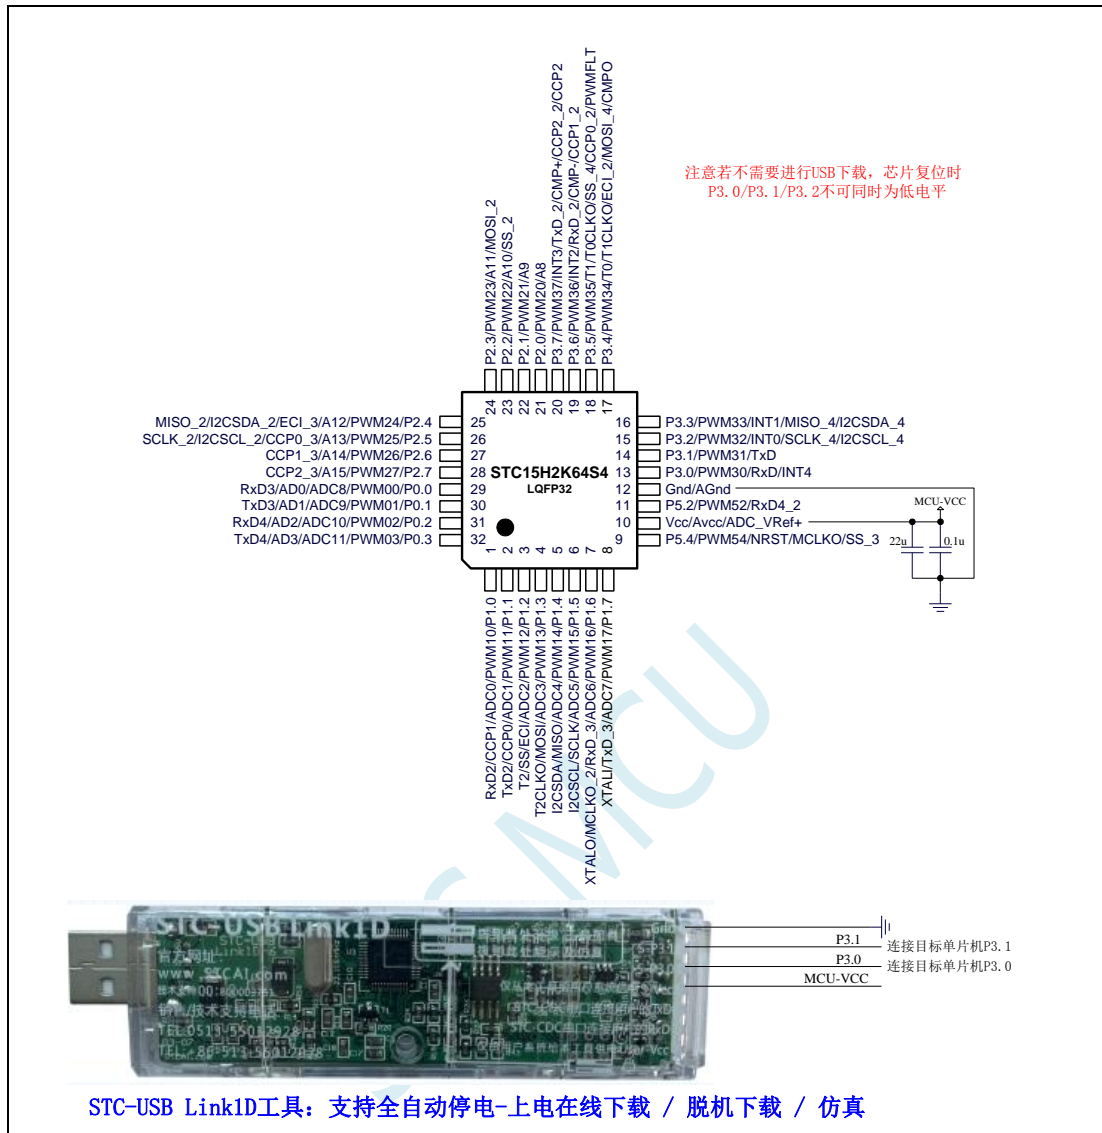 注意若不需要进行USB下载，芯片复位时
P3.0/P3.1/P3.2不可同时为低电平
P2.3/PWM23/A11/MOSI_2
P2.2/PWM22/A10/SS_2
P2.1/PWM21/A9
P2.0/PWM20/A8
P3.7/PWM37/INT3/TxD_2/CMP+/CCP2_2/CCP2
P3.6/PWM36/INT2/RxD_2/CMP-/CCP1_2
P3.5/PWM35/T1/T0CLKO/SS_4/CCP0_2/PWMFLT
P3.4/PWM34/T0/T1CLKO/ECI_2/MOSI_4/CMPO
24 23 22 21 20 19 18 17
MISO_2/I2CSDA_2/ECI_3/A12/PWM24/P2.4 25
SCLK_2/I2CSCL_2/CCP0_3/A13/PWM25/P2.5 26
CCP1_3/A14/PWM26/P2.6 27
CCP2_3/A15/PWM27/P2.7 28
RxD3/AD0/ADC8/PWM00/P0.0 29
TxD3/AD1/ADC9/PWM01/P0.1 30
RxD4/AD2/ADC10/PWM02/P0.2 31
TxD4/AD3/ADC11/PWM03/P0.3 32
STC15H2K64S4
LQFP32
16 P3.3/PWM33/INT1/MISO_4/I2CSDA_4
15 P3.2/PWM32/INT0/SCLK_4/I2CSCL_4
14 P3.1/PWM31/TxD
13 P3.0/PWM30/RxD/INT4
12 Gnd/AGnd
11 P5.2/PWM52/RxD4_2
10 Vcc/Avcc/ADC_VRef+
9 P5.4/PWM54/NRST/MCLKO/SS_3
MCU-VCC
22u 0.1u
1 2 3 4 5 6 7 8
RxD2/CCP1/ADC0/PWM10/P1.0
TxD2/CCP0/ADC1/PWM11/P1.1
T2/SS/ECI/ADC2/PWM12/P1.2
T2CLKO/MOSI/ADC3/PWM13/P1.3
I2CSDA/MISO/ADC4/PWM14/P1.4
I2CSCL/SCLK/ADC5/PWM15/P1.5
XTALO/MCLKO_2/RxD_3/ADC6/PWM16/P1.6
XTALI/TxD_3/ADC7/PWM17/P1.7
MCU
STC-USB Link1D
官方网址
www.STCAI.com
TEL:0513-55012928
Gnd
P3.1 连接目标单片机P3.1
P3.0 连接目标单片机P3.0
MCU-VCC
STC-USB Link1D工具：支持全自动停电-上电在线下载 / 脱机下载 / 仿真